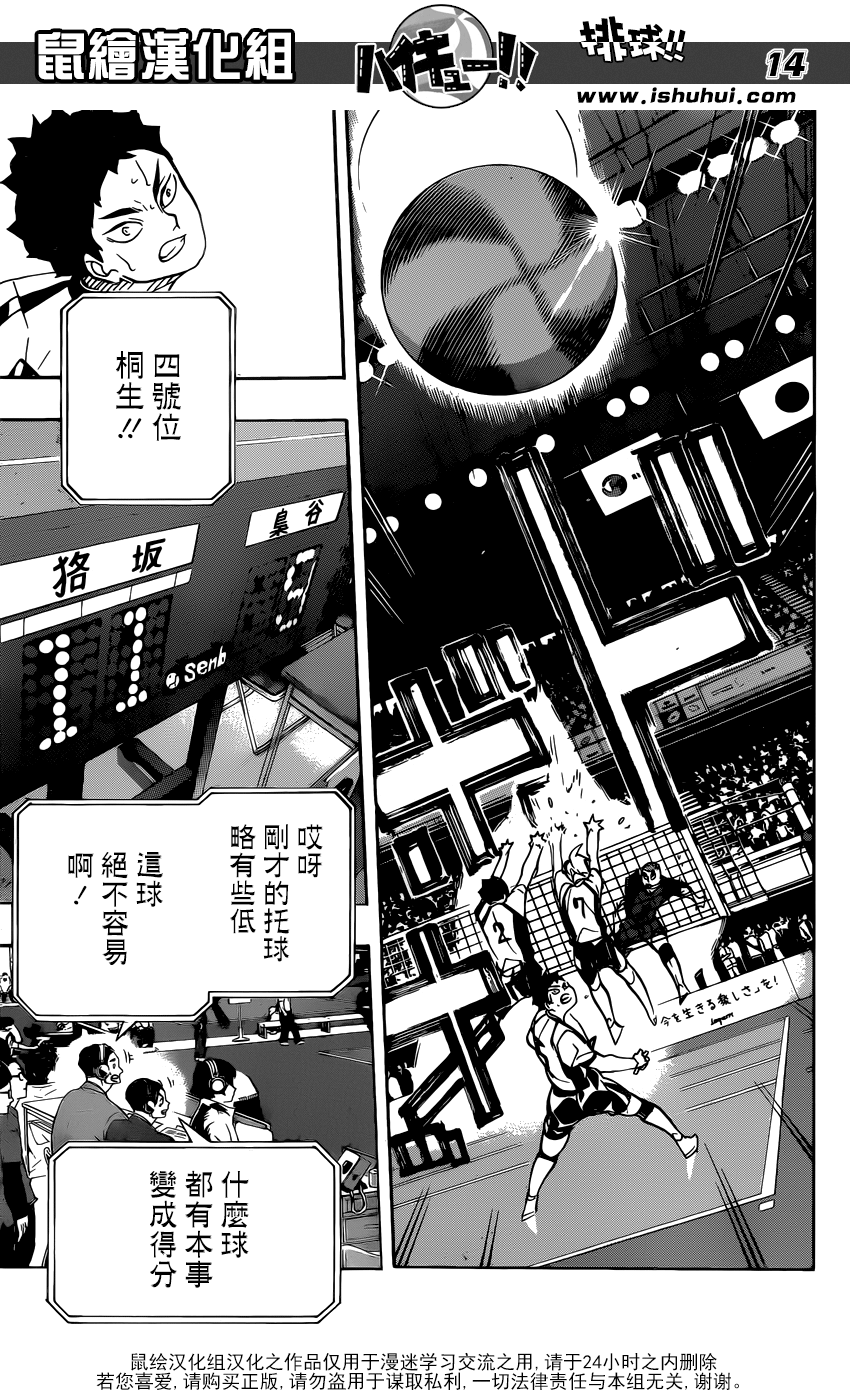 鼠繪漢化組
ハイキュー!!
排球!!
14
www.ishuhui.com
四號位
桐生!!
狢坂
梟谷
11
5
Senb
哎呀
剛才的托球
略有些低
這球
絕不容易
啊!
2
7
今を生きる
什麼球
都有本事
變成得分
鼠绘汉化组汉化之作品仅用于漫迷学习交流之用,请于24小时之内删除
若您喜爱,请购买正版,请勿盗用于谋取私利,一切法律责任与本组无关,谢谢。